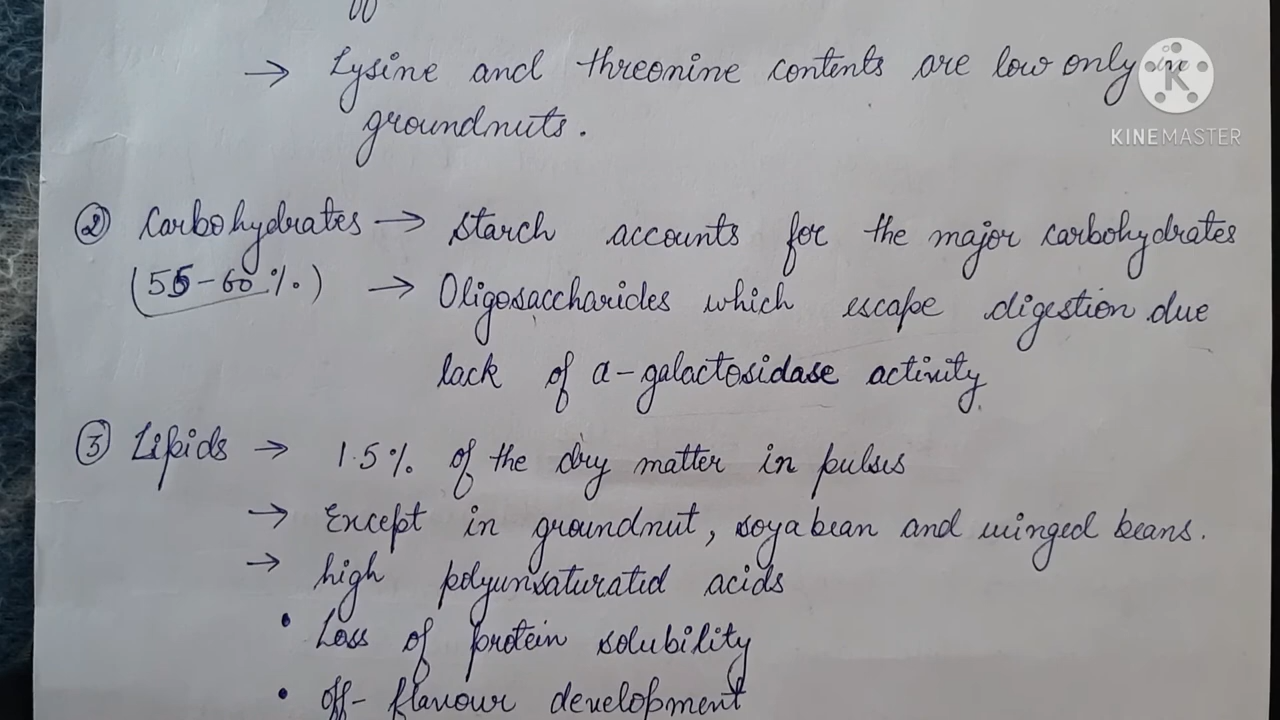 → Lysine and threonine contents are low only in
groundnuts.
KINEMASTER
② Carbohydrates → Starch accounts for the major carbohydrates
(55-60%) → Oligosaccharides which escape digestion due
lack of α-galactosidase activity
③ Lipids → 1.5% of the dry matter in pulses
→ Except in groundnut, soyabean and winged beans.
→ high polyunsaturated acids
• Loss of protein solubility
• off-flavour development